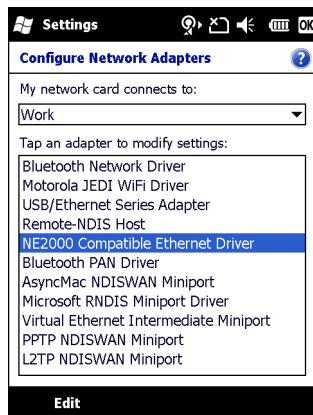 Settings
OK
Configure Network Adapters
?
My network card connects to:
Work
Tap an adapter to modify settings:
Bluetooth Network Driver
Motorola JEDI WiFi Driver
USB/Ethernet Series Adapter
Remote-NDIS Host
NE2000 Compatible Ethernet Driver
Bluetooth PAN Driver
AsyncMac NDISWAN Miniport
Microsoft RNDIS Miniport Driver
Virtual Ethernet Intermediate Miniport
PPTP NDISWAN Miniport
L2TP NDISWAN Miniport
Edit